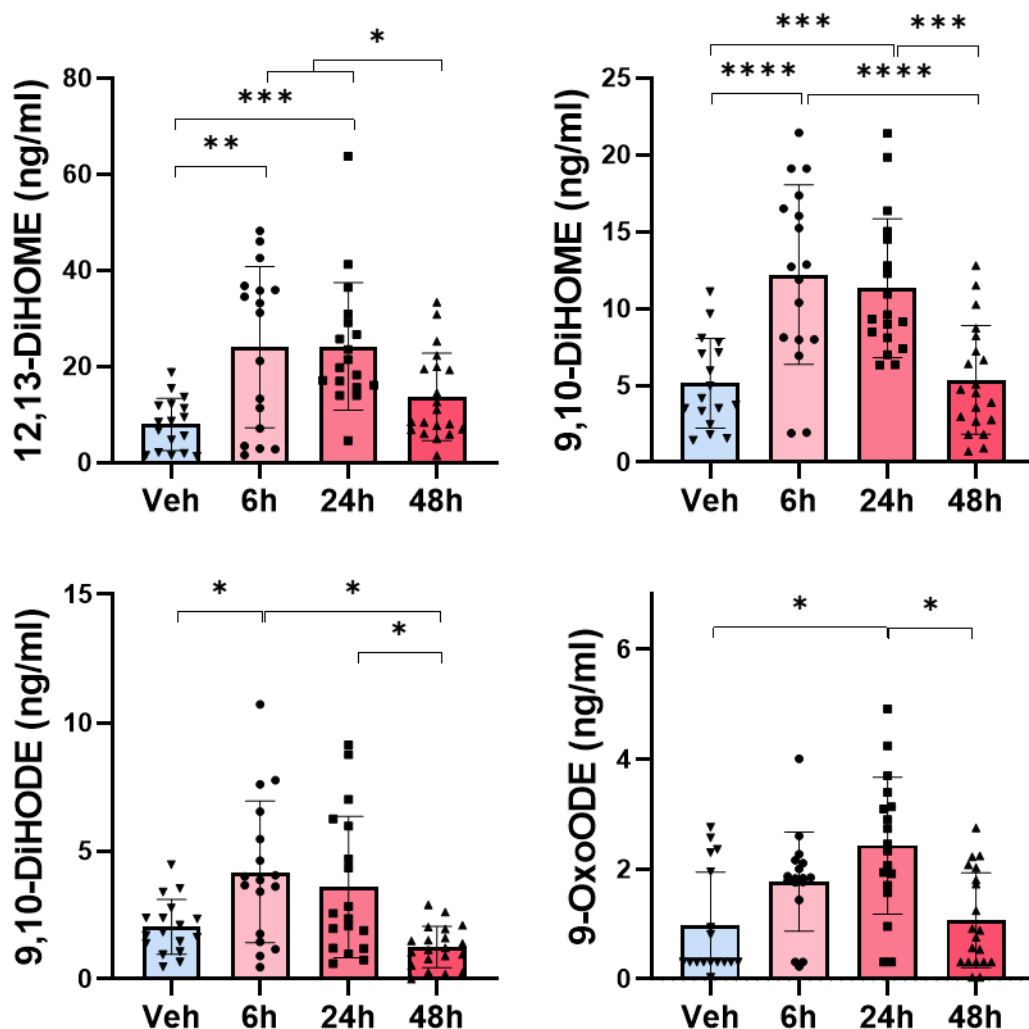 * *** ***
*** **** ****
**
12,13-DiHOME (ng/ml)
80
60
40
20
0
Veh 6h 24h 48h
9,10-DiHOME (ng/ml)
25
20
15
10
5
0
Veh 6h 24h 48h
* *
*
9,10-DiHODE (ng/ml)
15
10
5
0
Veh 6h 24h 48h
* *
9-OxoODE (ng/ml)
6
4
2
0
Veh 6h 24h 48h